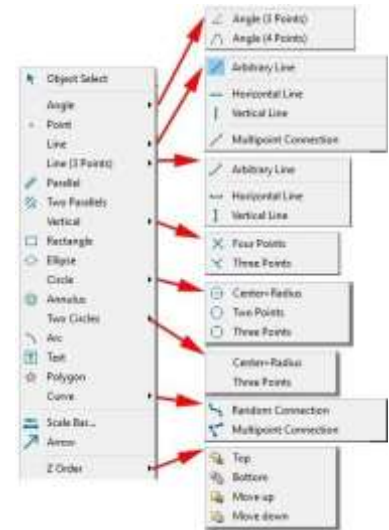 Object Select
Angle
Point
Line
Line (3 Points)
Parallel
Two Parallels
Vertical
Rectangle
Ellipse
Circle
Annulus
Two Circles
Arc
Text
Polygon
Curve
Scale Bar...
Arrow
Z Order
Angle (3 Points)
Angle (4 Points)
Arbitrary Line
Horizontal Line
Vertical Line
Multipoint Connection
Arbitrary Line
Horizontal Line
Vertical Line
Four Points
Three Points
Center+Radius
Two Points
Three Points
Center+Radius
Three Points
Random Connection
Multipoint Connection
Top
Bottom
Move up
Move down